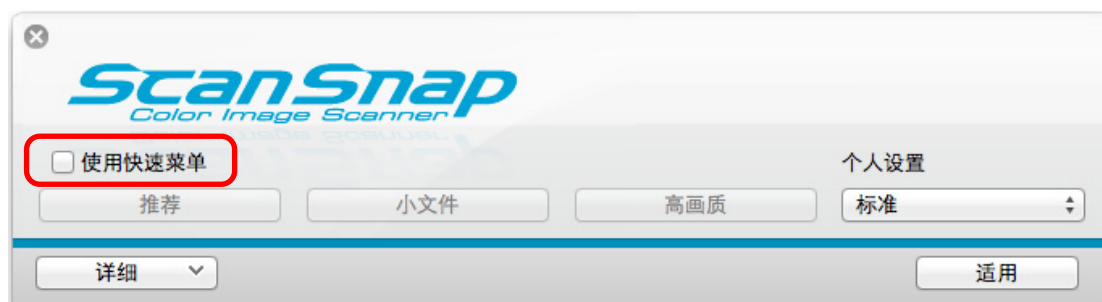 ScanSnap
Color Image Scanner
使用快速菜单
个人设置
推荐
小文件
高画质
标准
详细
适用